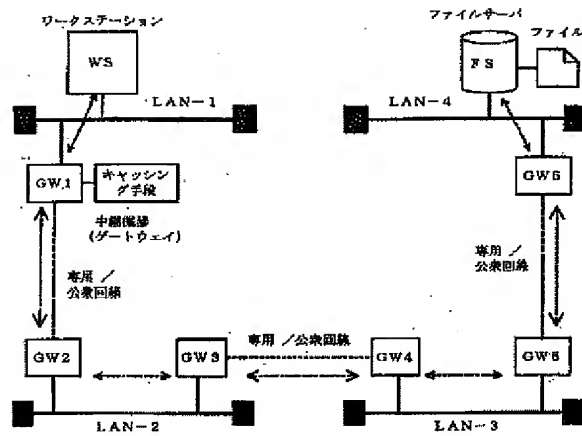 ワークステーション
WS
LAN-1
GW1
キャッシン
グ手段
中継機器
(ゲートウェイ)
専用 /
公衆回線
GW2
GW3
LAN-2
専用 /公衆回線
ファイルサーバ
FS
ファイル
LAN-4
GW6
専用 /
公衆回線
GW4
GW5
LAN-3